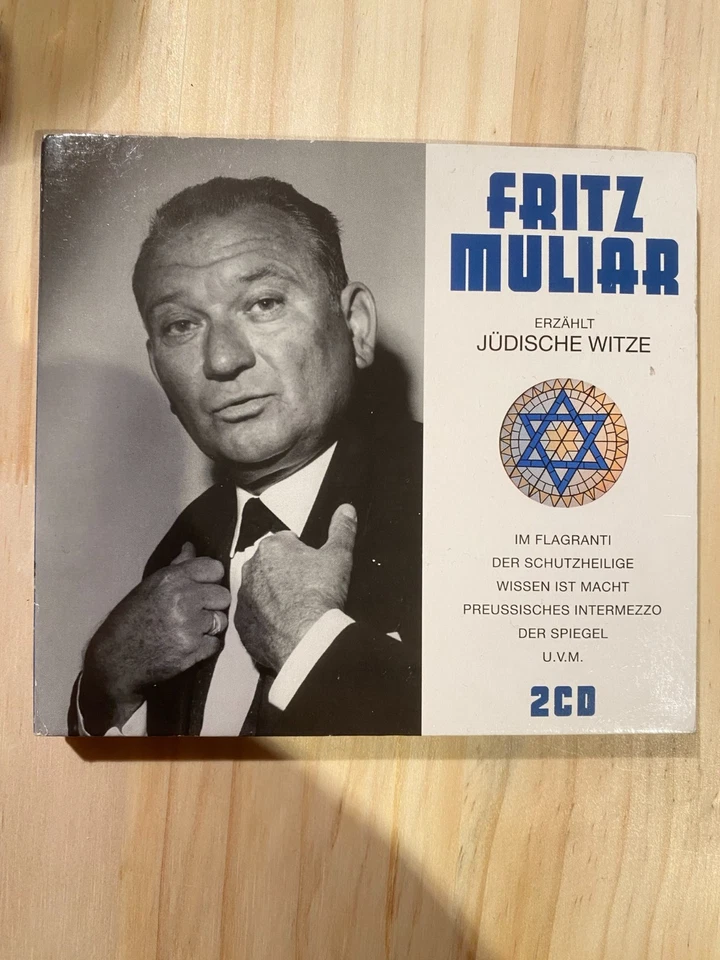 FRITZ
MULIAR
ERZÄHLT
JÜDISCHE WITZE
IM FLAGRANTI
DER SCHUTZHEILIGE
WISSEN IST MACHT
PREUSSISCHES INTERMEZZO
DER SPIEGEL
U.V.M.
2CD